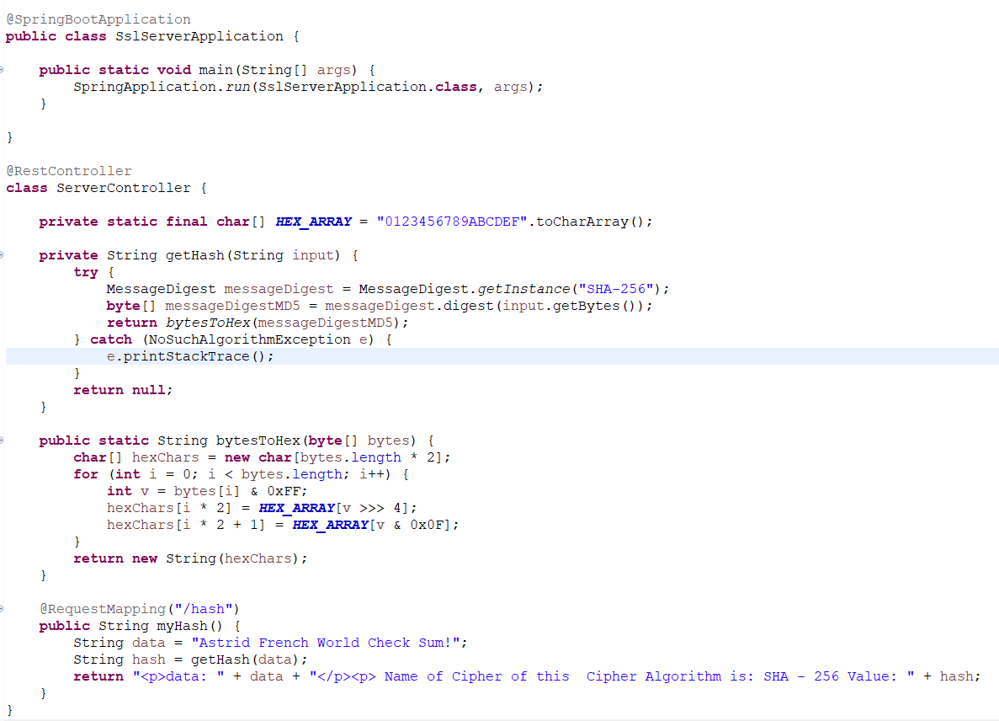 @SpringBootApplication
public class SslServerApplication {
public static void main(String[] args) {
SpringApplication.run(SslServerApplication.class, args);
}
}
@RestController
class ServerController {
private static final char[] HEX_ARRAY = "0123456789ABCDEF".toCharArray();
private String getHash(String input) {
try {
MessageDigest messageDigest = MessageDigest.getInstance("SHA-256");
byte[] messageDigestMD5 = messageDigest.digest(input.getBytes());
return bytesToHex(messageDigestMD5);
} catch (NoSuchAlgorithmException e) {
e.printStackTrace();
}
return null;
}
public static String bytesToHex(byte[] bytes) {
char[] hexChars = new char[bytes.length * 2];
for (int i = 0; i < bytes.length; i++) {
int v = bytes[i] & 0xFF;
hexChars[i * 2] = HEX_ARRAY[v >>> 4];
hexChars[i * 2 + 1] = HEX_ARRAY[v & 0x0F];
}
return new String(hexChars);
}
@RequestMapping("/hash")
public String myHash() {
String data = "Astrid French World Check Sum!";
String hash = getHash(data);
return "<p>data: " + data + "</p><p> Name of Cipher of this  Cipher Algorithm is: SHA - 256 Value: " + hash;
}
}